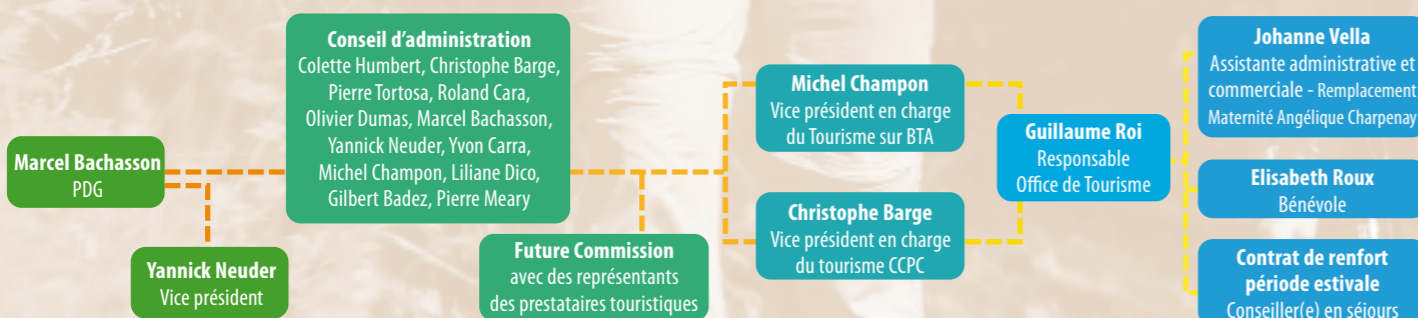 Marcel Bachasson
PDG
Yannick Neuder
Vice président
Conseil d’administration
Colette Humbert, Christophe Barge,
Pierre Tortosa, Roland Cara,
Olivier Dumas, Marcel Bachasson,
Yannick Neuder, Yvon Carra,
Michel Champon, Liliane Dico,
Gilbert Badez, Pierre Meary
Future Commission
avec des représentants
des prestataires touristiques
Michel Champon
Vice président en charge
du Tourisme sur BTA
Christophe Barge
Vice président en charge
du tourisme CCPC
Guillaume Roi
Responsable
Office de Tourisme
Johanne Vella
Assistante administrative et
commerciale - Remplacement
Maternité Angélique Charpenay
Elisabeth Roux
Bénévole
Contrat de renfort
période estivale
Conseiller(e) en séjours